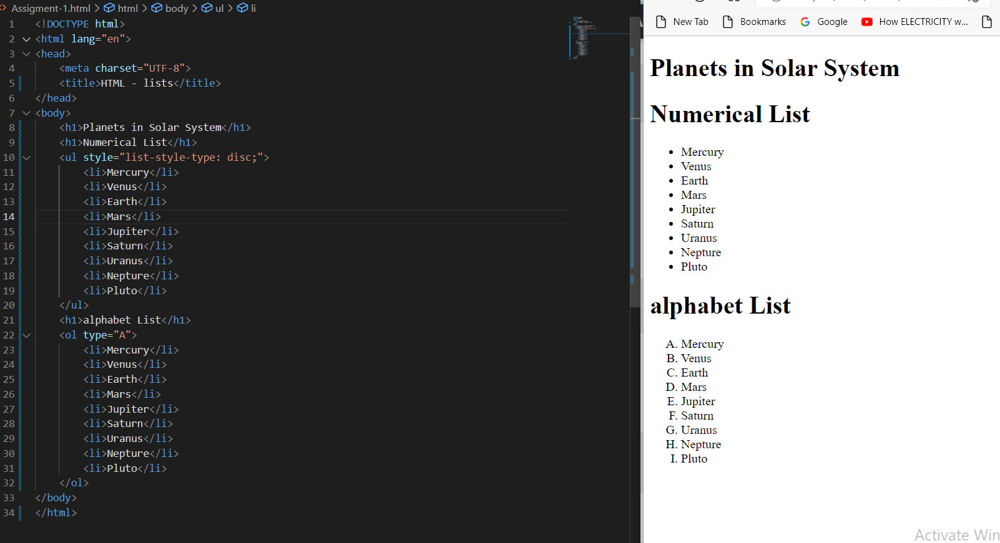 Assigment-1.html > html > body > ul > li
1 <!DOCTYPE html>
2 <html lang="en">
3 <head>
4 <meta charset="UTF-8">
5 <title>HTML - lists</title>
6 </head>
7 <body>
8 <h1>Planets in Solar System</h1>
9 <h1>Numerical List</h1>
10 <ul style="list-style-type: disc;">
11 <li>Mercury</li>
12 <li>Venus</li>
13 <li>Earth</li>
14 <li>Mars</li>
15 <li>Jupiter</li>
16 <li>Saturn</li>
17 <li>Uranus</li>
18 <li>Nepture</li>
19 <li>Pluto</li>
20 </ul>
21 <h1>alphabet List</h1>
22 <ol type="A">
23 <li>Mercury</li>
24 <li>Venus</li>
25 <li>Earth</li>
26 <li>Mars</li>
27 <li>Jupiter</li>
28 <li>Saturn</li>
29 <li>Uranus</li>
30 <li>Nepture</li>
31 <li>Pluto</li>
32 </ol>
33 </body>
34 </html>
New Tab Bookmarks Google How ELECTRICITY w...
Planets in Solar System
Numerical List
• Mercury
• Venus
• Earth
• Mars
• Jupiter
• Saturn
• Uranus
• Nepture
• Pluto
alphabet List
A. Mercury
B. Venus
C. Earth
D. Mars
E. Jupiter
F. Saturn
G. Uranus
H. Nepture
I. Pluto
Activate Win